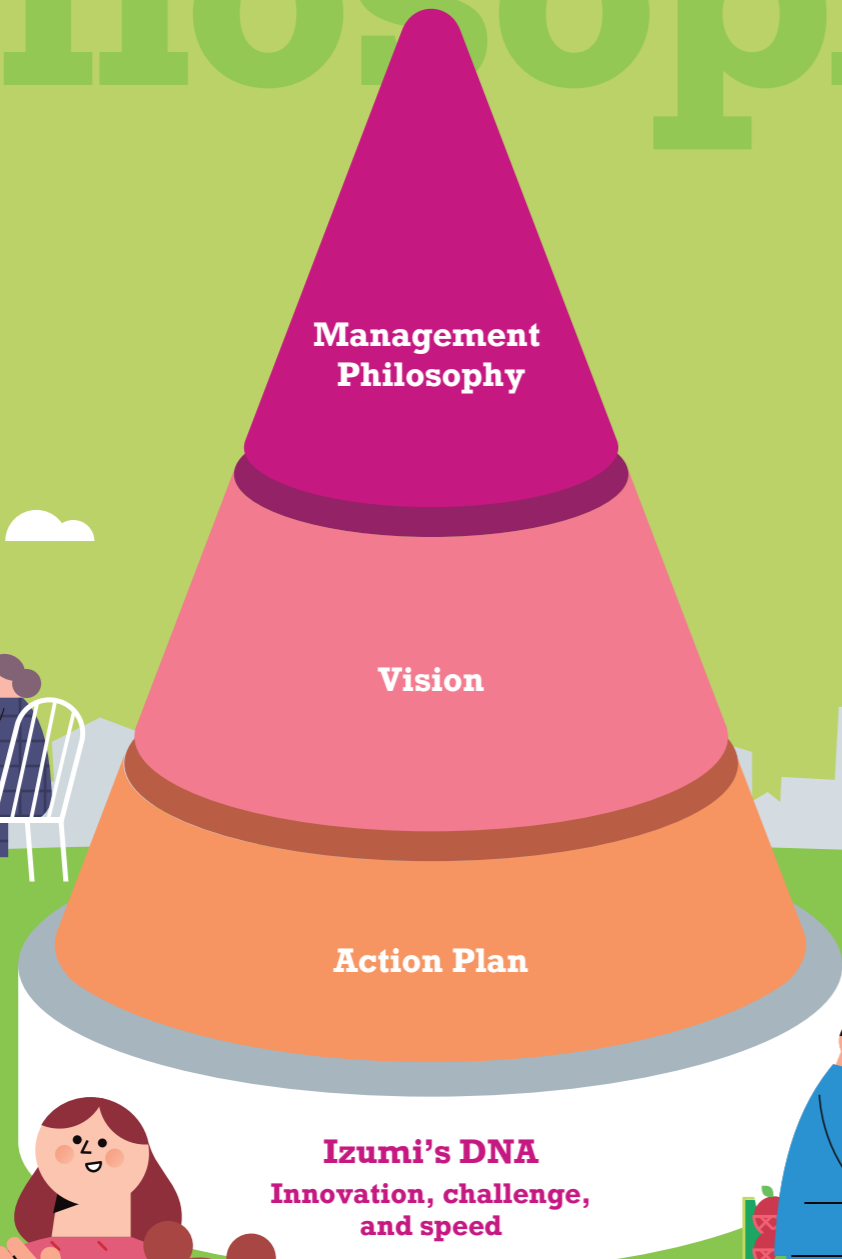 Management
Philosophy
Vision
Action Plan
Izumi's DNA
Innovation, challenge,
and speed